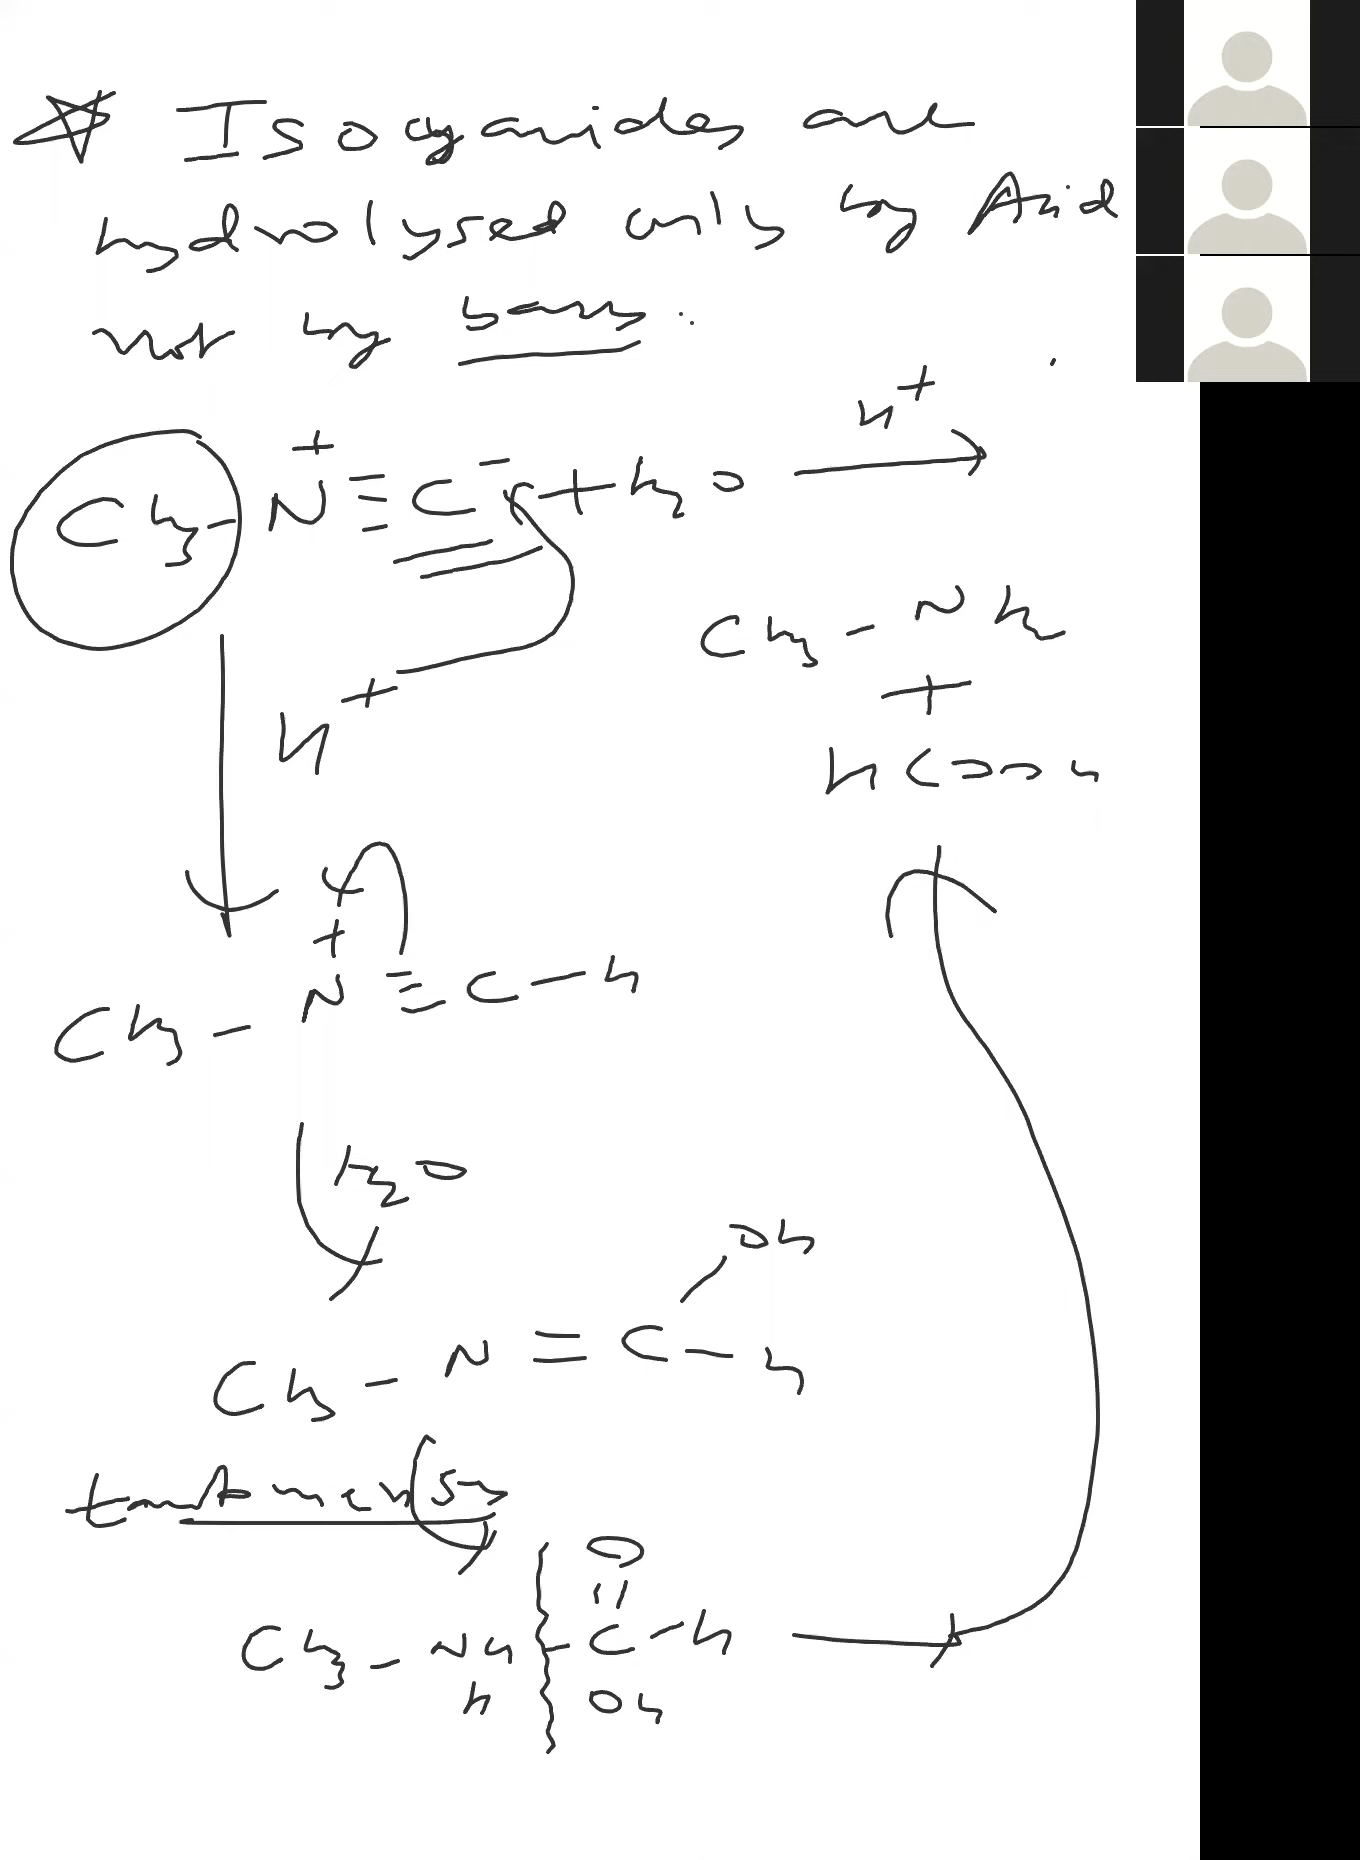 Isocyanides are
hydrolysed only by Acid
not by bases.
CH3-N⁺≡C⁻ + H2O
H⁺
CH3-NH2
+
HCOOH
H⁺
CH3-N⁺≡C-H
H2O
OH
CH3-N=C-H
tautomerism
O
CH3-NH-C-H
H OH